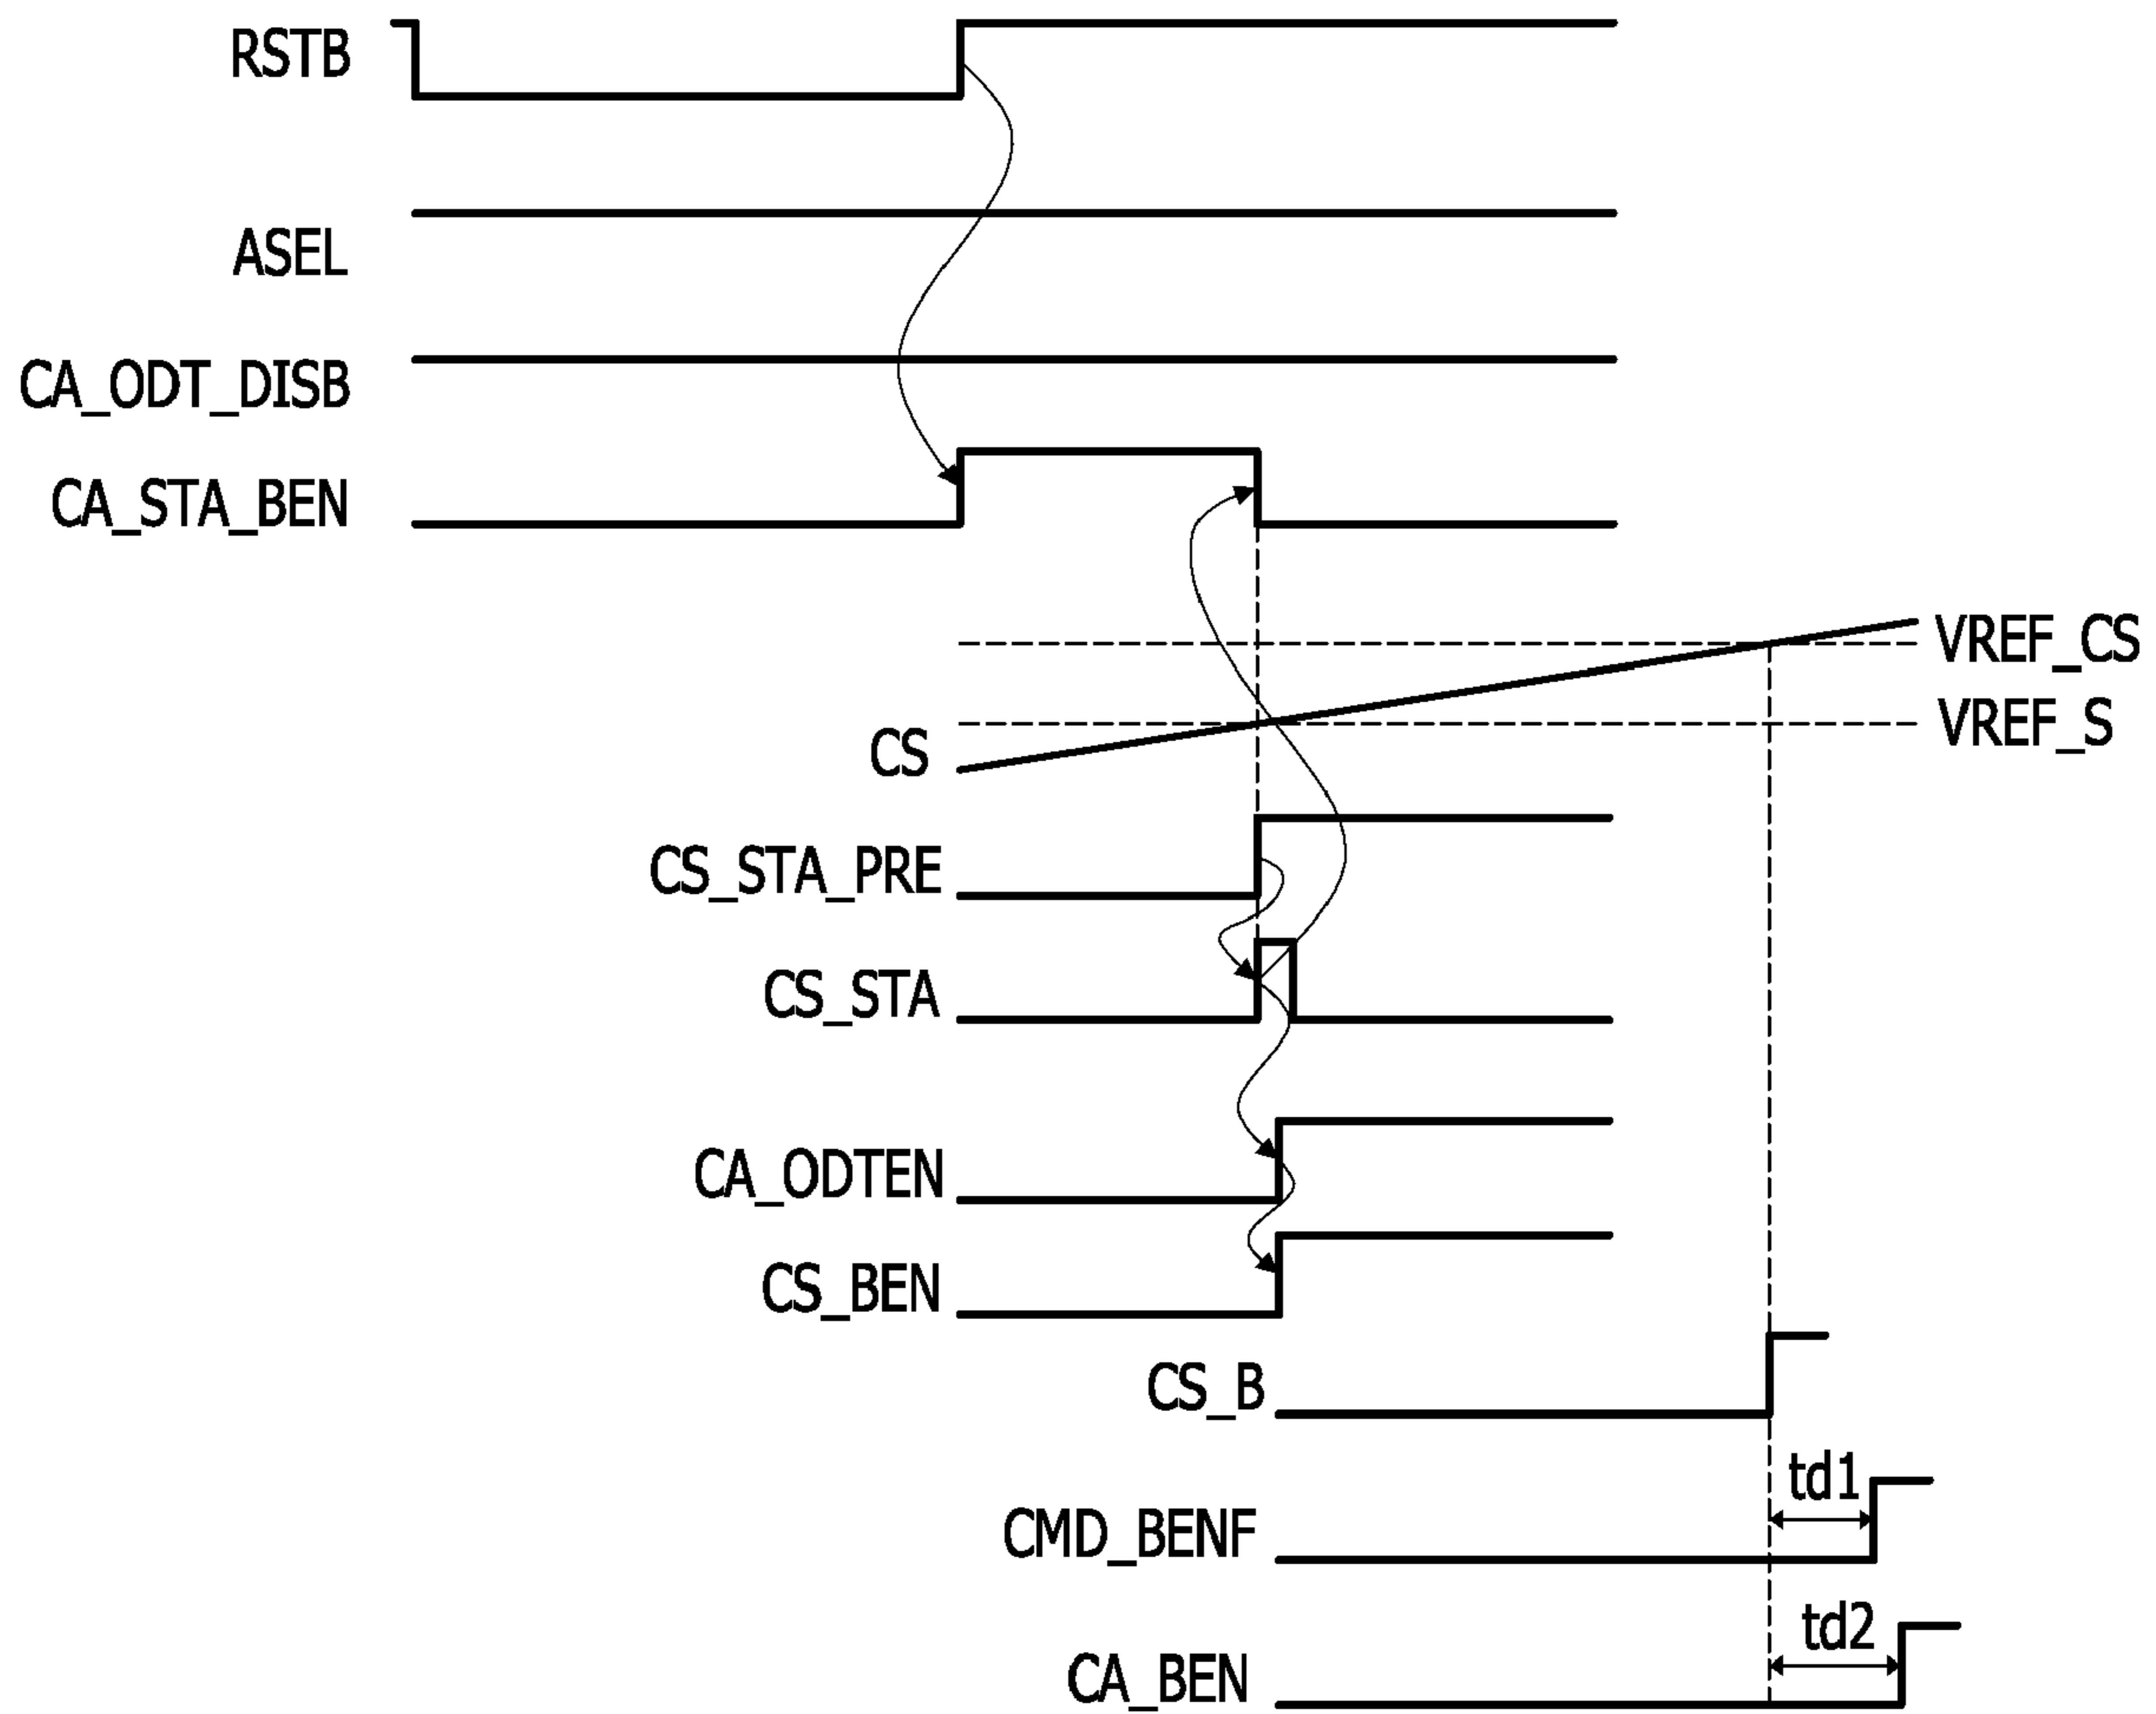 RSTB
ASEL
CA_ODT_DISB
CA_STA_BEN
VREF_CS
VREF_S
CS
CS_STA_PRE
CS_STA
CA_ODTEN
CS_BEN
CS_B
td1
CMD_BENF
td2
CA_BEN